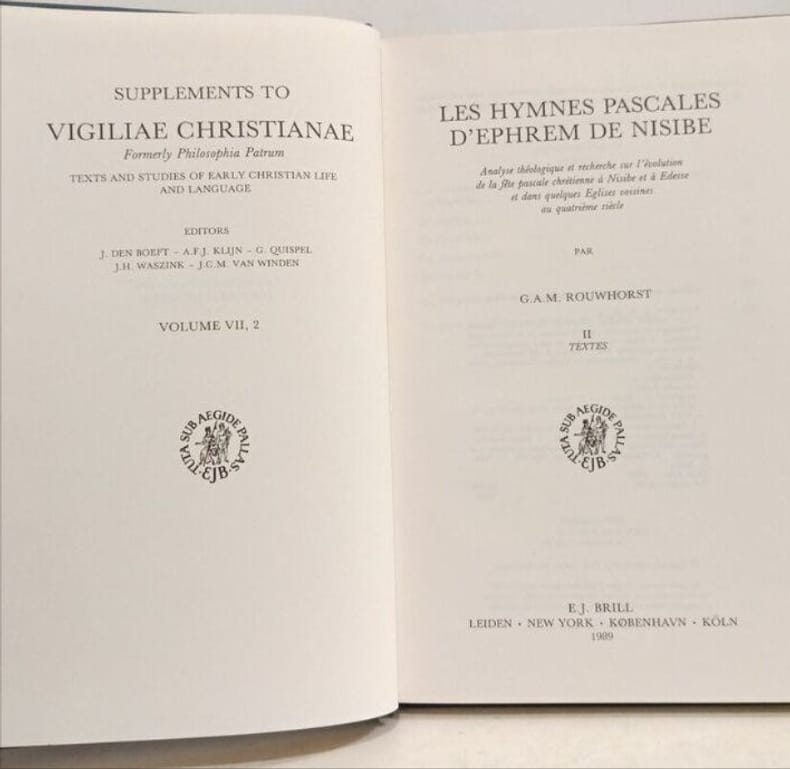 SUPPLEMENTS TO
VIGILIAE CHRISTIANAE
Formerly Philosophia Patrum
TEXTS AND STUDIES OF EARLY CHRISTIAN LIFE
AND LANGUAGE
EDITORS
J. DEN BOEFT – A.F.J. KLIJN – G. QUISPEL
J.H. WASZINK – J.C.M. VAN WINDEN
VOLUME VII, 2
TUTA SUB AEGIDE PALLAS
EJB
LES HYMNES PASCALES
D'EPHREM DE NISIBE
Analyse théologique et recherche sur l'évolution
de la fête pascale chrétienne à Nisibe et à Edesse
et dans quelques Eglises voisines
au quatrième siècle
PAR
G.A.M. ROUWHORST
II
TEXTES
TUTA SUB AEGIDE PALLAS
EJB
E.J. BRILL
LEIDEN • NEW YORK • KØBENHAVN • KÖLN
1989